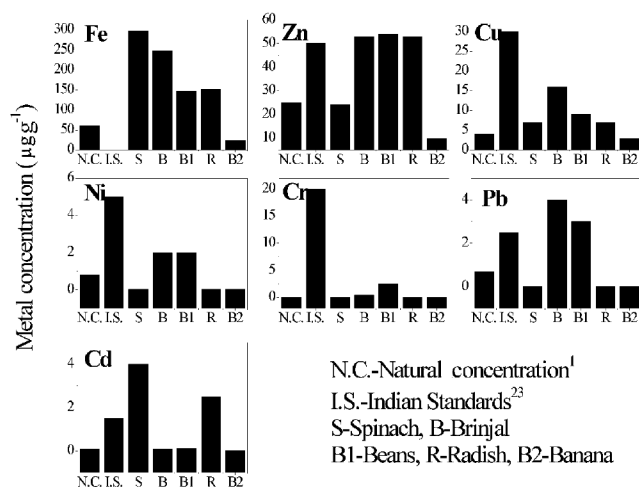 Metal concentration (µgg⁻¹)
Fe
300
250
200
150
100
50
0
N.C. I.S. S B B1 R B2
Zn
60
50
40
30
20
10
N.C. I.S. S B B1 R B2
Cu
30
25
20
15
10
5
0
N.C. I.S. S B B1 R B2
Ni
6
4
2
0
N.C. I.S. S B B1 R B2
Cr
20
15
10
5
0
N.C. I.S. S B B1 R B2
Pb
4
2
0
N.C. I.S. S B B1 R B2
Cd
4
2
0
N.C. I.S. S B B1 R B2
N.C.-Natural concentration¹
I.S.-Indian Standards²³
S-Spinach, B-Brinjal
B1-Beans, R-Radish, B2-Banana